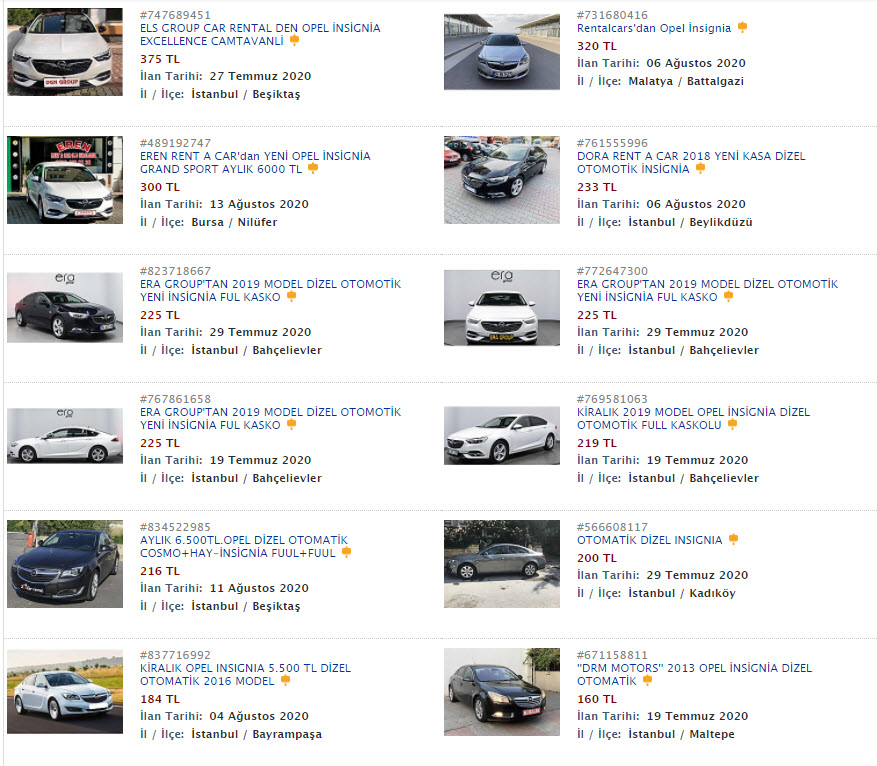 #747689451
ELS GROUP CAR RENTAL DEN OPEL İNSİGNİA
EXCELLENCE CAMTAVANLİ
375 TL
İlan Tarihi: 27 Temmuz 2020
İl / İlçe: İstanbul / Beşiktaş
#731680416
Rentalcars'dan Opel İnsignia
320 TL
İlan Tarihi: 06 Ağustos 2020
İl / İlçe: Malatya / Battalgazi
#489192747
EREN RENT A CAR'dan YENİ OPEL İNSİGNİA
GRAND SPORT AYLIK 6000 TL
300 TL
İlan Tarihi: 13 Ağustos 2020
İl / İlçe: Bursa / Nilüfer
EREN
#761555996
DORA RENT A CAR 2018 YENİ KASA DİZEL
OTOMOTİK İNSİGNİA
233 TL
İlan Tarihi: 06 Ağustos 2020
İl / İlçe: İstanbul / Beylikdüzü
#823718667
ERA GROUP'TAN 2019 MODEL DİZEL OTOMOTİK
YENİ İNSİGNİA FUL KASKO
225 TL
İlan Tarihi: 29 Temmuz 2020
İl / İlçe: İstanbul / Bahçelievler
era
#772647300
ERA GROUP'TAN 2019 MODEL DİZEL OTOMOTİK
YENİ İNSİGNİA FUL KASKO
225 TL
İlan Tarihi: 29 Temmuz 2020
İl / İlçe: İstanbul / Bahçelievler
era
#767861658
ERA GROUP'TAN 2019 MODEL DİZEL OTOMOTİK
YENİ İNSİGNİA FUL KASKO
225 TL
İlan Tarihi: 19 Temmuz 2020
İl / İlçe: İstanbul / Bahçelievler
era
#769581063
KİRALIK 2019 MODEL OPEL İNSİGNİA DİZEL
OTOMOTİK FULL KASKOLU
219 TL
İlan Tarihi: 19 Temmuz 2020
İl / İlçe: İstanbul / Bahçelievler
#834522985
AYLIK 6.500TL.OPEL DİZEL OTOMATİK
COSMO+HAY-İNSİGNİA FUUL+FUUL
216 TL
İlan Tarihi: 11 Ağustos 2020
İl / İlçe: İstanbul / Beşiktaş
#566608117
OTOMATİK DİZEL INSIGNIA
200 TL
İlan Tarihi: 29 Temmuz 2020
İl / İlçe: İstanbul / Kadıköy
#837716992
KİRALIK OPEL INSIGNIA 5.500 TL DİZEL
OTOMATİK 2016 MODEL
184 TL
İlan Tarihi: 04 Ağustos 2020
İl / İlçe: İstanbul / Bayrampaşa
#671158811
"DRM MOTORS" 2013 OPEL İNSİGNİA DİZEL
OTOMATİK
160 TL
İlan Tarihi: 19 Temmuz 2020
İl / İlçe: İstanbul / Maltepe